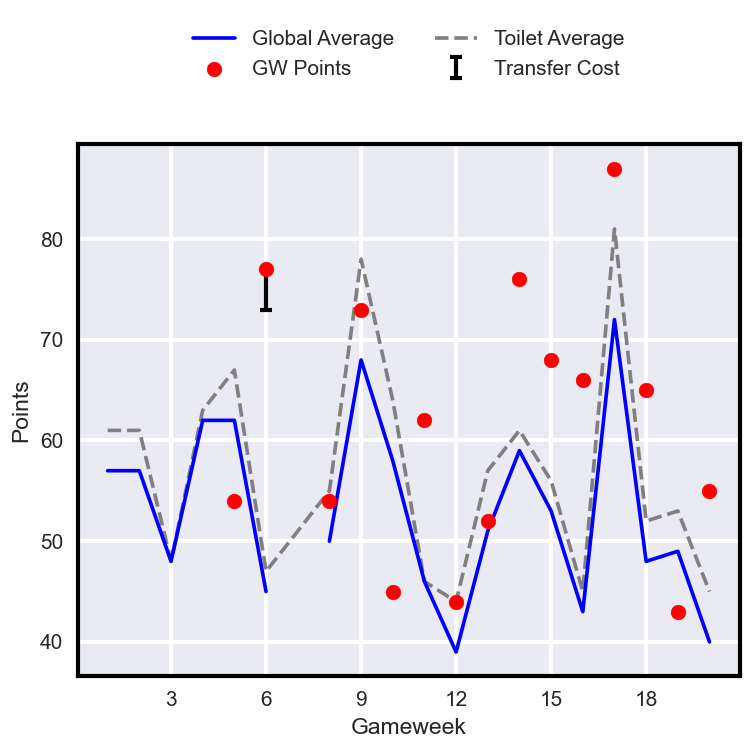 Global Average
Toilet Average
GW Points
Transfer Cost
80
70
60
50
40
Points
3
6
9
12
15
18
Gameweek